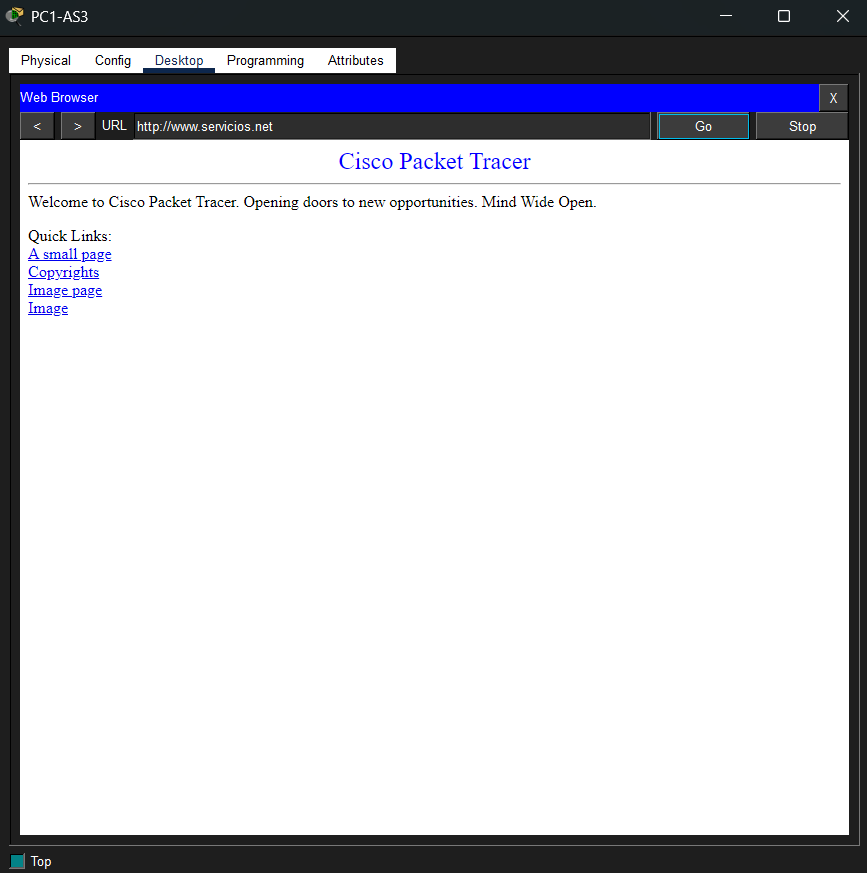 PC1-AS3
Physical Config Desktop Programming Attributes
Web Browser X
< > URL http://www.servicios.net Go Stop
Cisco Packet Tracer
Welcome to Cisco Packet Tracer. Opening doors to new opportunities. Mind Wide Open.
Quick Links:
A small page
Copyrights
Image page
Image
Top